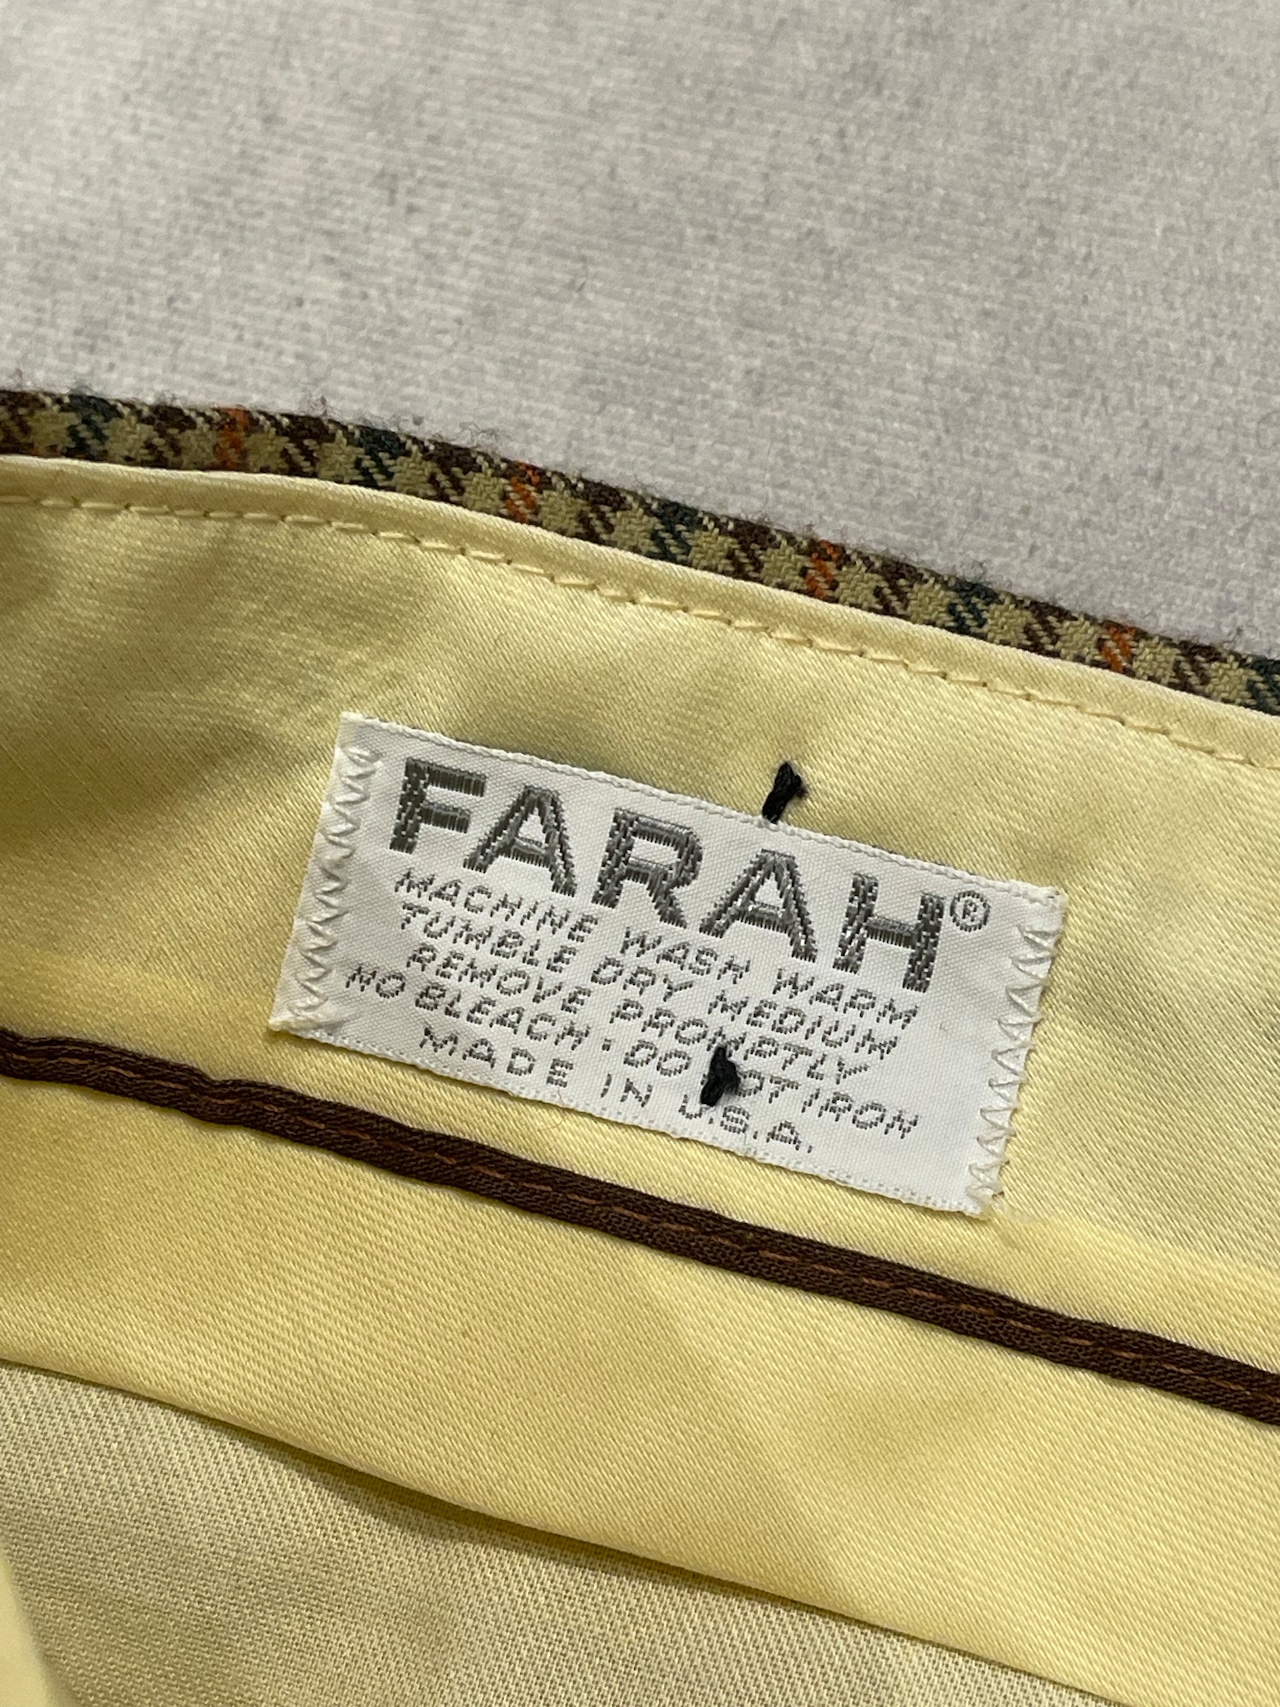 FARAH®
MACHINE WASH WARM
TUMBLE DRY MEDIUM
REMOVE PROMPTLY
NO BLEACH • DO NOT IRON
MADE IN U.S.A.